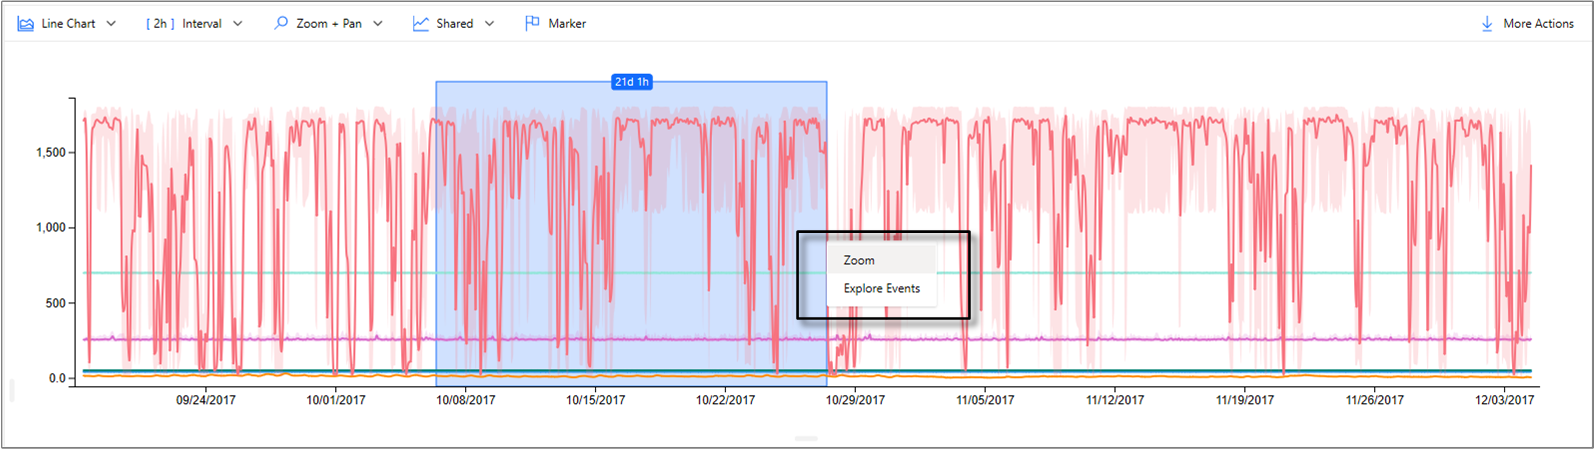 Line Chart [ 2h ] Interval Zoom + Pan Shared Marker More Actions
21d 1h
1,500
1,000
Zoom
Explore Events
500
0.0
09/24/2017 10/01/2017 10/08/2017 10/15/2017 10/22/2017 10/29/2017 11/05/2017 11/12/2017 11/19/2017 11/26/2017 12/03/2017